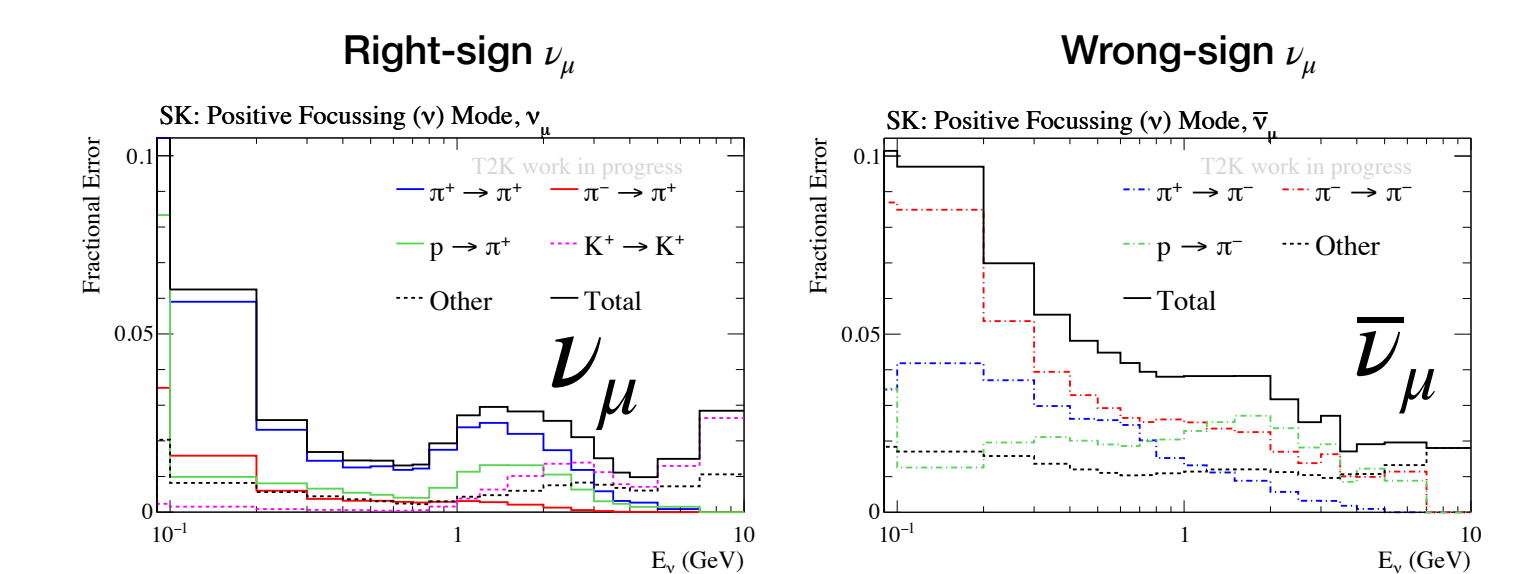 Right-sign νμ
SK: Positive Focussing (ν) Mode, νμ
T2K work in progress
π⁺ → π⁺
π⁻ → π⁺
p → π⁺
K⁺ → K⁺
Other
Total
νμ
Fractional Error
0.1
0.05
0
10⁻¹
1
10
Eν (GeV)
Wrong-sign νμ
SK: Positive Focussing (ν) Mode, ν̅μ
T2K work in progress
π⁺ → π⁻
π⁻ → π⁻
p → π⁻
Other
Total
ν̅μ
Fractional Error
0.1
0.05
0
10⁻¹
1
10
Eν (GeV)